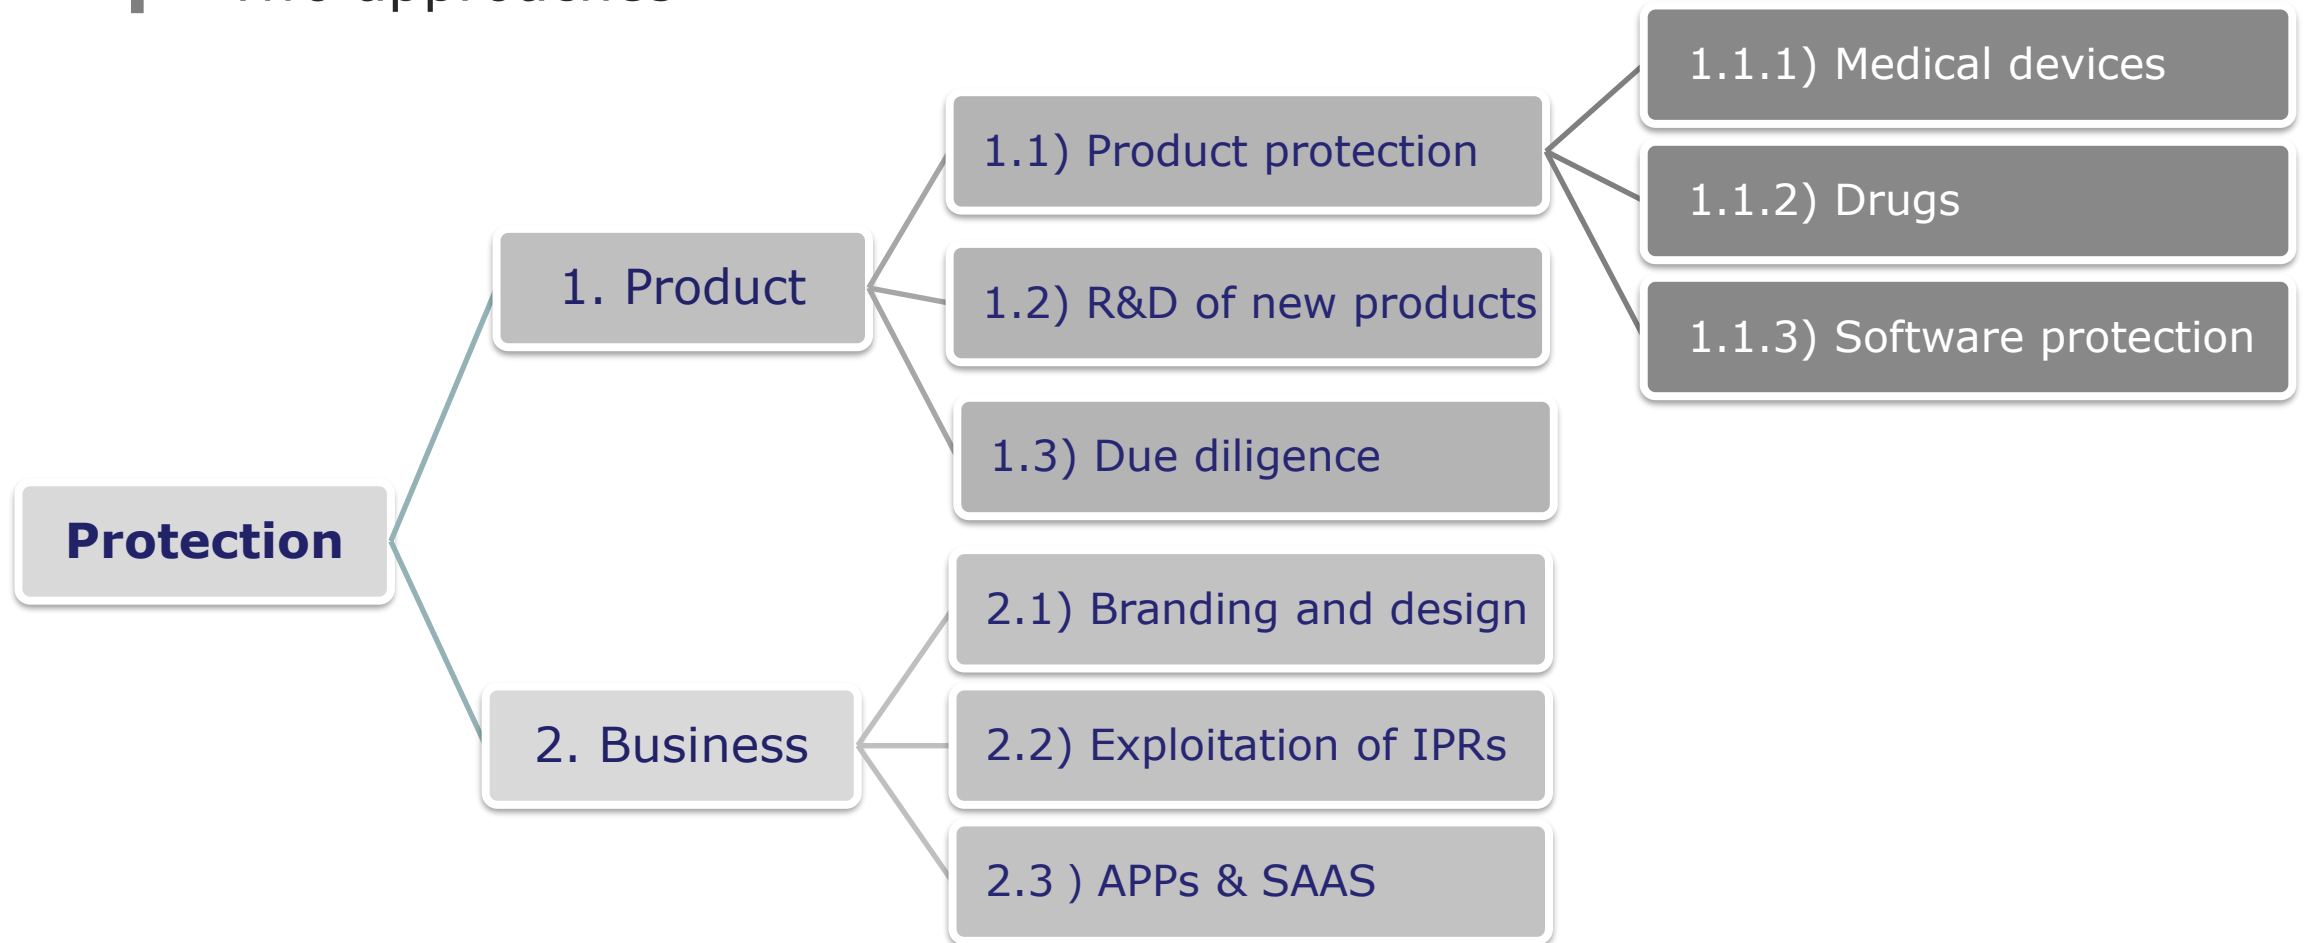 Two approaches
Protection
1. Product
1.1) Product protection
1.1.1) Medical devices
1.1.2) Drugs
1.1.3) Software protection
1.2) R&D of new products
1.3) Due diligence
2. Business
2.1) Branding and design
2.2) Exploitation of IPRs
2.3 ) APPs & SAAS